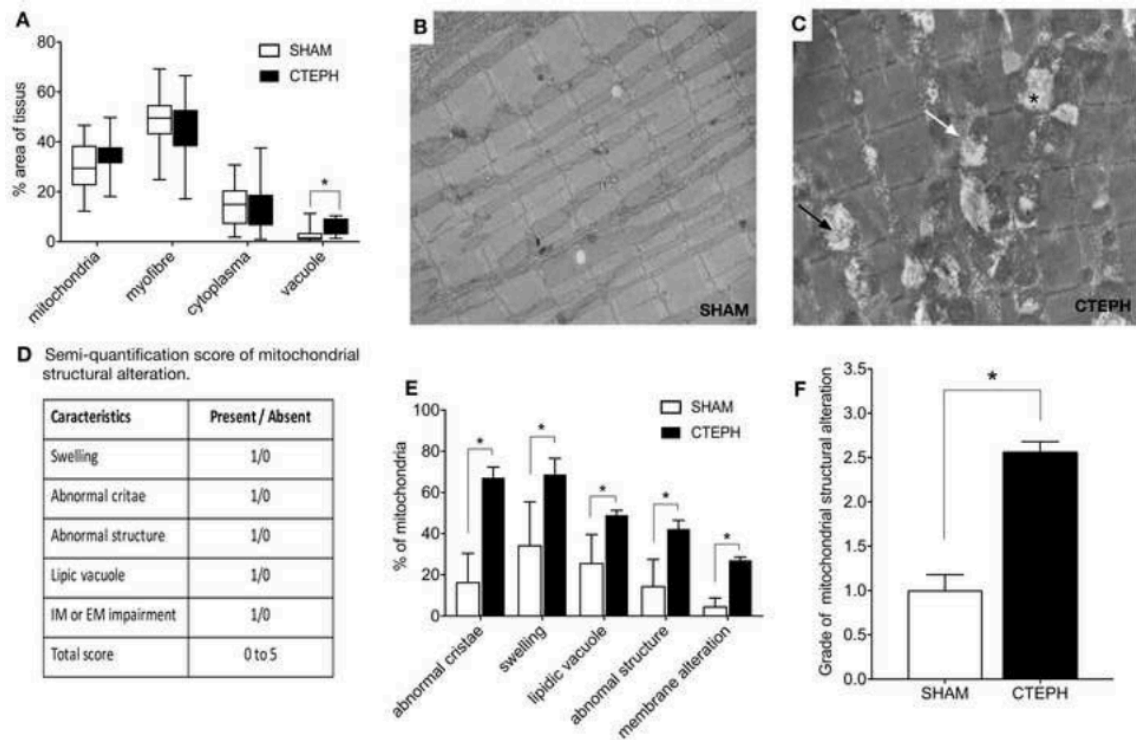 A
% area of tissue
80
60
40
20
0
SHAM
CTEPH
*
mitochondria
myofibre
cytoplasma
vacuole
B
SHAM
C
*
CTEPH
D Semi-quantification score of mitochondrial
structural alteration.
Caracteristics Present / Absent
Swelling 1/0
Abnormal critae 1/0
Abnormal structure 1/0
Lipic vacuole 1/0
IM or EM impairment 1/0
Total score 0 to 5
E
% of mitochondria
100
80
60
40
20
0
SHAM
CTEPH
* * * * *
abnormal cristae
swelling
lipidic vacuole
abnomal structure
membrane alteration
F
Grade of mitochondrial structural alteration
3.5
3.0
2.5
2.0
1.5
1.0
0.5
0.0
*
SHAM CTEPH